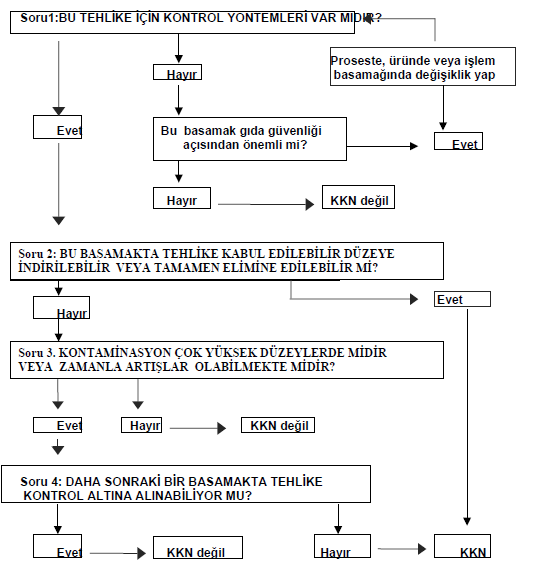 Soru1:BU TEHLİKE İÇİN KONTROL YÖNTEMLERİ VAR MIDIR?
Proseste, üründe veya işlem
basamağında değişiklik yap
Hayır
Evet
Bu basamak gıda güvenliği
açısından önemli mi?
Evet
Hayır
KKN değil
Soru 2: BU BASAMAKTA TEHLİKE KABUL EDİLEBİLİR DÜZEYE
İNDİRİLEBİLİR VEYA TAMAMEN ELİMİNE EDİLEBİLİR Mİ?
Evet
Hayır
Soru 3. KONTAMİNASYON ÇOK YÜKSEK DÜZEYLERDE MİDİR
VEYA ZAMANLA ARTIŞLAR OLABİLMEKTE MİDİR?
Evet
Hayır
KKN değil
Soru 4: DAHA SONRAKİ BİR BASAMAKTA TEHLİKE
KONTROL ALTINA ALINABİLİYOR MU?
Evet
KKN değil
Hayır
KKN